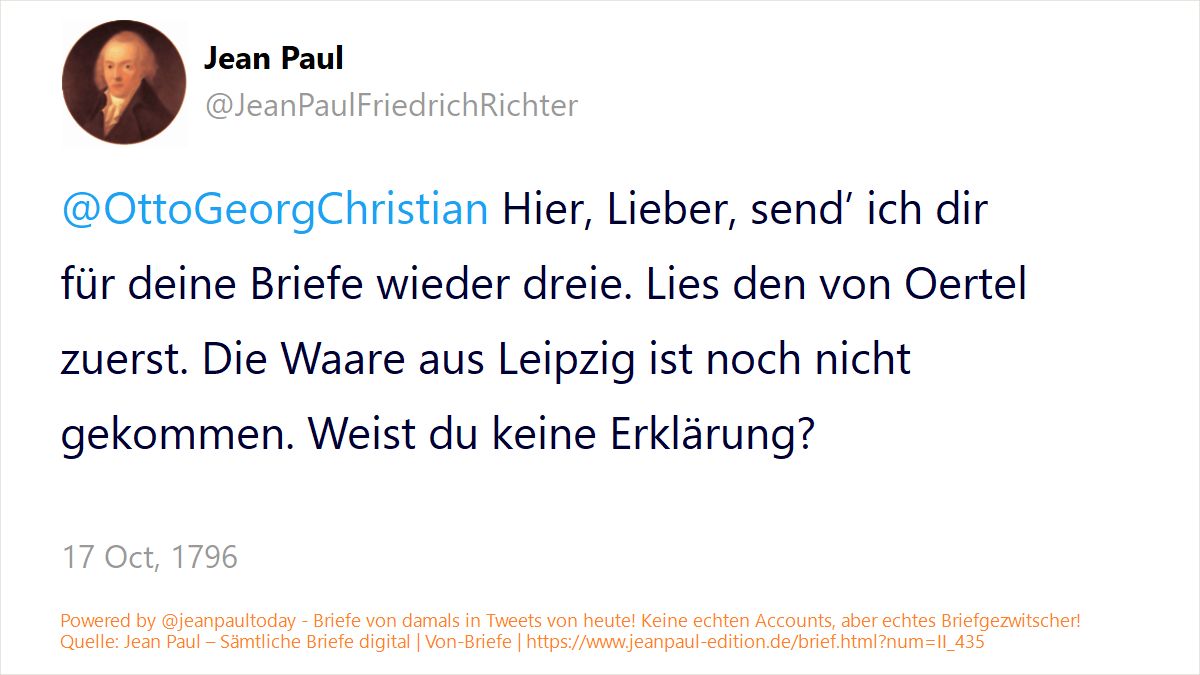 Jean Paul
@JeanPaulFriedrichRichter
@OttoGeorgChristian Hier, Lieber, send’ ich dir
für deine Briefe wieder dreie. Lies den von Oertel
zuerst. Die Waare aus Leipzig ist noch nicht
gekommen. Weist du keine Erklärung?
17 Oct, 1796
Powered by @jeanpaultoday - Briefe von damals in Tweets von heute! Keine echten Accounts, aber echtes Briefgezwitscher!
Quelle: Jean Paul – Sämtliche Briefe digital | Von-Briefe | https://www.jeanpaul-edition.de/brief.html?num=II_435